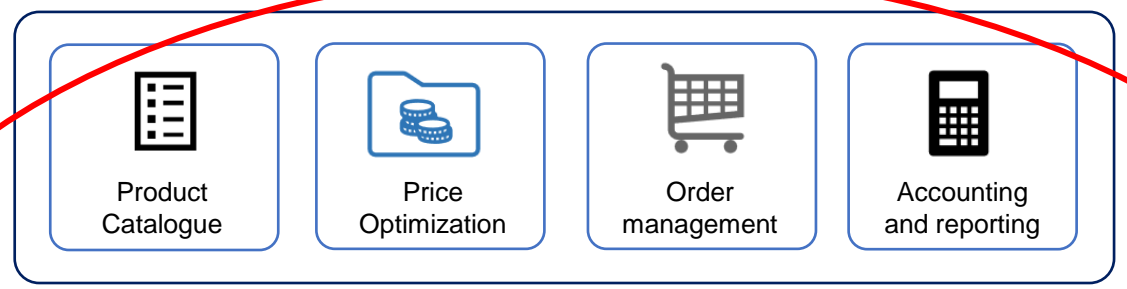 Product
Catalogue
Price
Optimization
Order
management
Accounting
and reporting